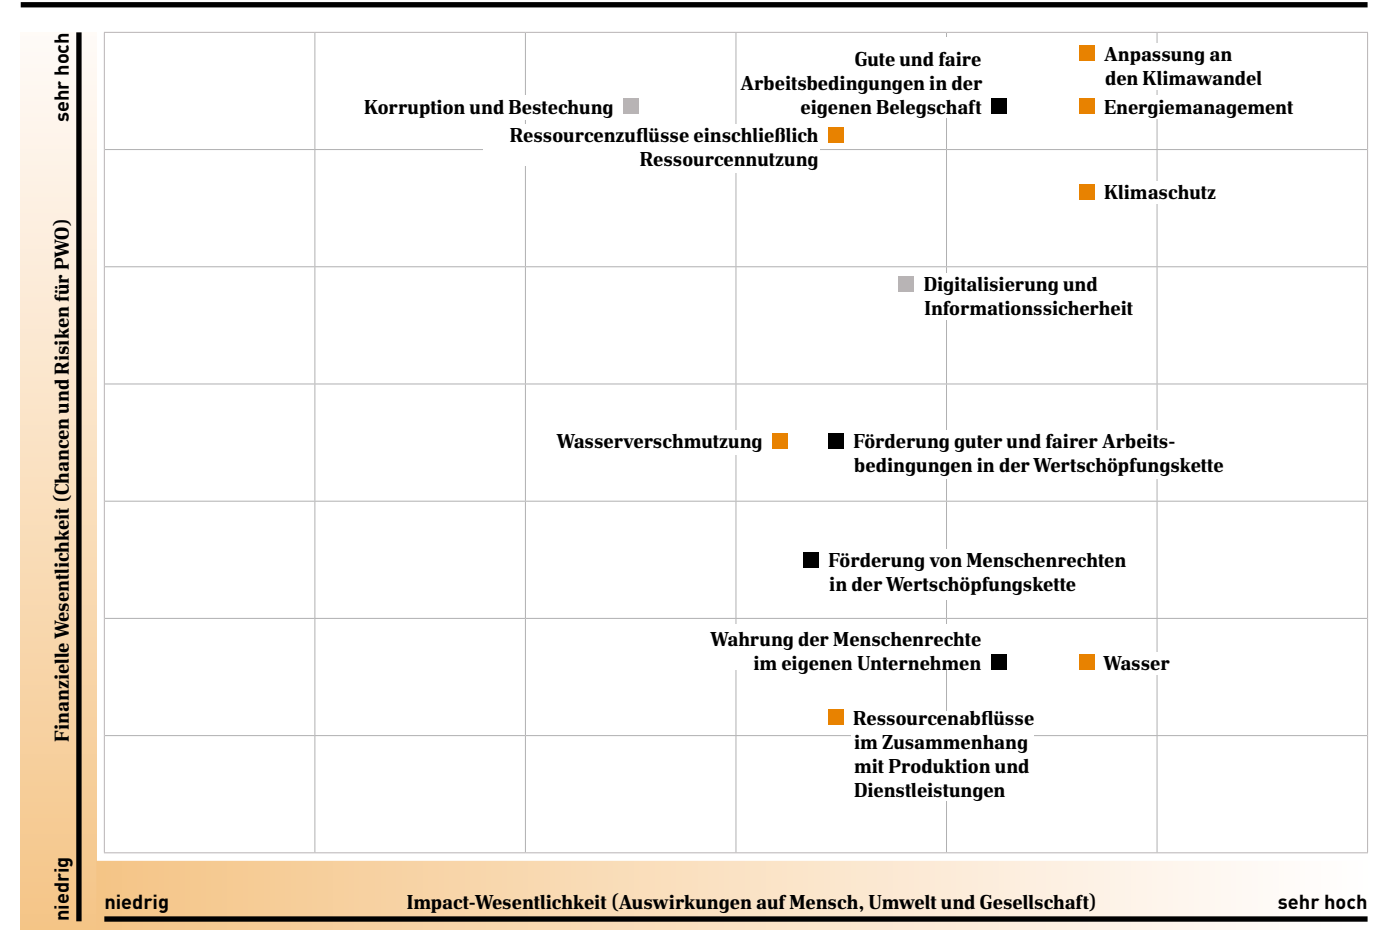 sehr hoch
Finanzielle Wesentlichkeit (Chancen und Risiken für PWO)
niedrig
Gute und faire
Arbeitsbedingungen in der
eigenen Belegschaft
Anpassung an
den Klimawandel
Korruption und Bestechung
Energiemanagement
Ressourcenzuflüsse einschließlich
Ressourcennutzung
Klimaschutz
Digitalisierung und
Informationssicherheit
Wasserverschmutzung
Förderung guter und fairer Arbeits-
bedingungen in der Wertschöpfungskette
Förderung von Menschenrechten
in der Wertschöpfungskette
Wahrung der Menschenrechte
im eigenen Unternehmen
Wasser
Ressourcenabflüsse
im Zusammenhang
mit Produktion und
Dienstleistungen
niedrig
Impact-Wesentlichkeit (Auswirkungen auf Mensch, Umwelt und Gesellschaft)
sehr hoch